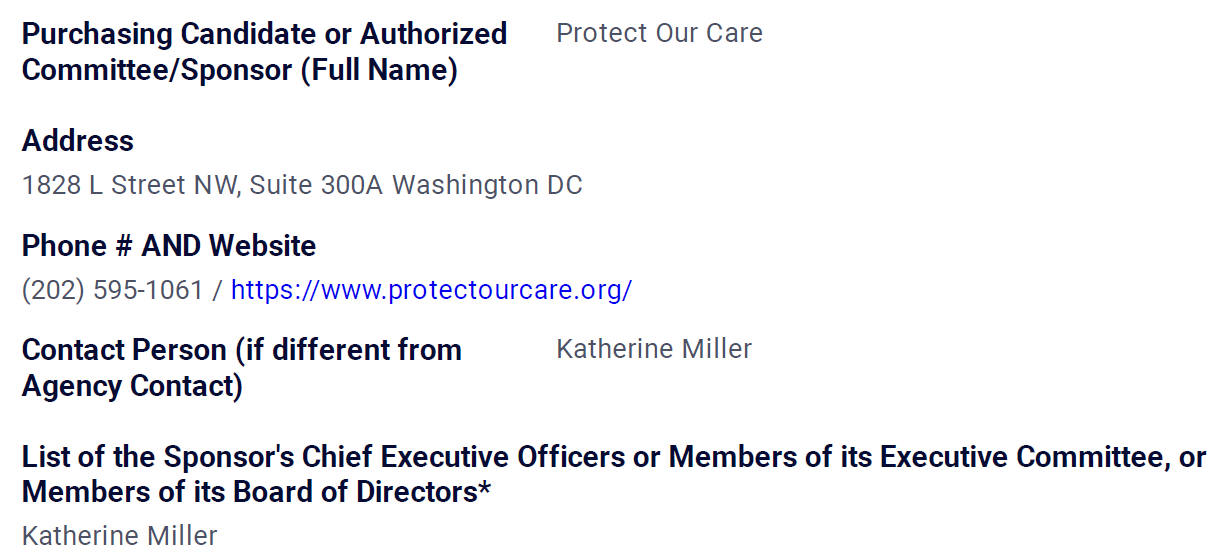 Purchasing Candidate or Authorized
Committee/Sponsor (Full Name)
Protect Our Care
Address
1828 L Street NW, Suite 300A Washington DC
Phone # AND Website
(202) 595-1061 / https://www.protectourcare.org/
Contact Person (if different from
Agency Contact)
Katherine Miller
List of the Sponsor's Chief Executive Officers or Members of its Executive Committee, or
Members of its Board of Directors*
Katherine Miller